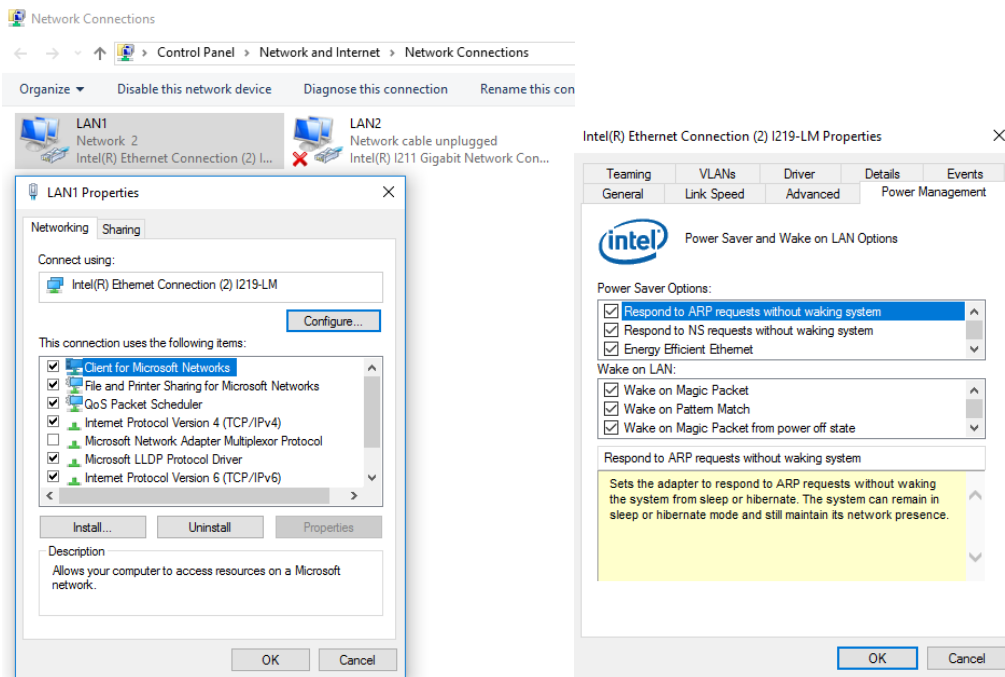 Network Connections
Control Panel > Network and Internet > Network Connections
Organize Disable this network device Diagnose this connection Rename this con
LAN1
Network 2
Intel(R) Ethernet Connection (2) I...
LAN2
Network cable unplugged
Intel(R) I211 Gigabit Network Con...
LAN1 Properties
Networking Sharing
Connect using:
Intel(R) Ethernet Connection (2) I219-LM
Configure...
This connection uses the following items:
Client for Microsoft Networks
File and Printer Sharing for Microsoft Networks
QoS Packet Scheduler
Internet Protocol Version 4 (TCP/IPv4)
Microsoft Network Adapter Multiplexor Protocol
Microsoft LLDP Protocol Driver
Internet Protocol Version 6 (TCP/IPv6)
Install... Uninstall Properties
Description
Allows your computer to access resources on a Microsoft
network.
OK Cancel
Intel(R) Ethernet Connection (2) I219-LM Properties
Teaming VLANs Driver Details Events
General Link Speed Advanced Power Management
intel Power Saver and Wake on LAN Options
Power Saver Options:
Respond to ARP requests without waking system
Respond to NS requests without waking system
Energy Efficient Ethernet
Wake on LAN:
Wake on Magic Packet
Wake on Pattern Match
Wake on Magic Packet from power off state
Respond to ARP requests without waking system
Sets the adapter to respond to ARP requests without waking
the system from sleep or hibernate. The system can remain in
sleep or hibernate mode and still maintain its network presence.
OK Cancel